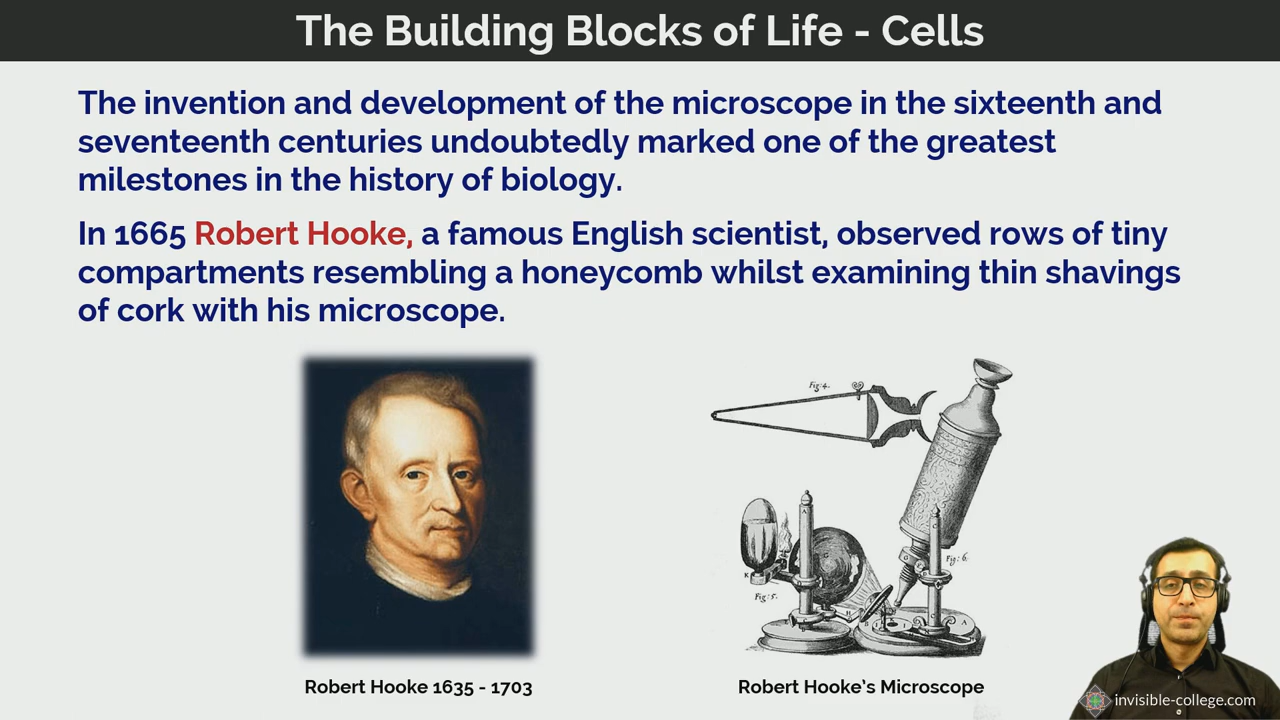 The Building Blocks of Life - Cells
The invention and development of the microscope in the sixteenth and
seventeenth centuries undoubtedly marked one of the greatest
milestones in the history of biology.
In 1665 Robert Hooke, a famous English scientist, observed rows of tiny
compartments resembling a honeycomb whilst examining thin shavings
of cork with his microscope.
Fig:4.
Fig:5.
Fig:6.
Robert Hooke 1635 - 1703
Robert Hooke's Microscope
invisible-college.com